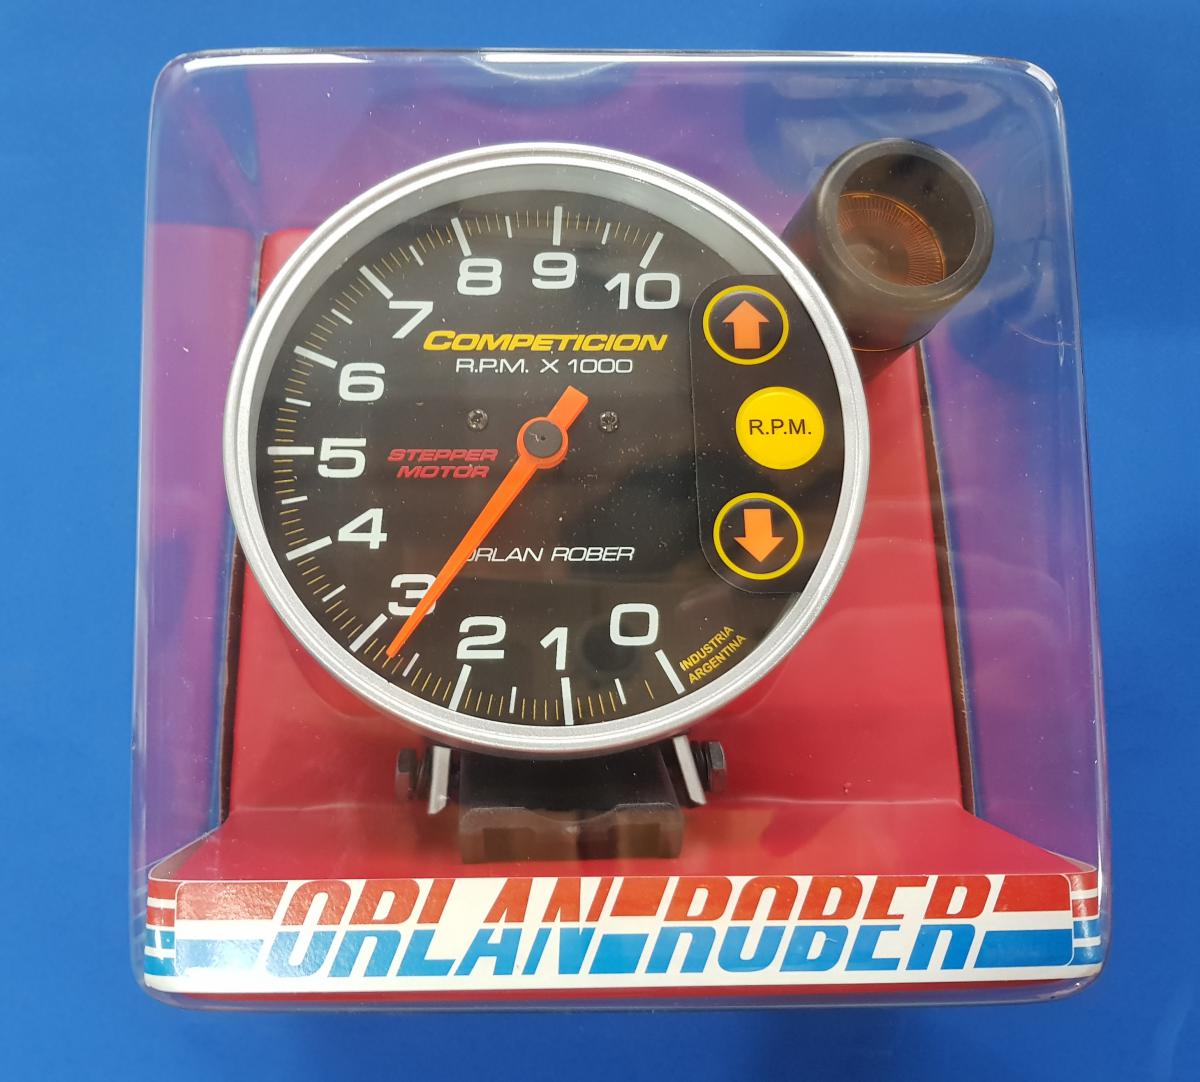 8
9
10
7
COMPETICION
R.P.M. X 1000
6
R.P.M.
5
STEPPER
MOTOR
4
ORLAN ROBER
3
2
1
0
INDUSTRIA
ARGENTINA
ORLAN ROBER